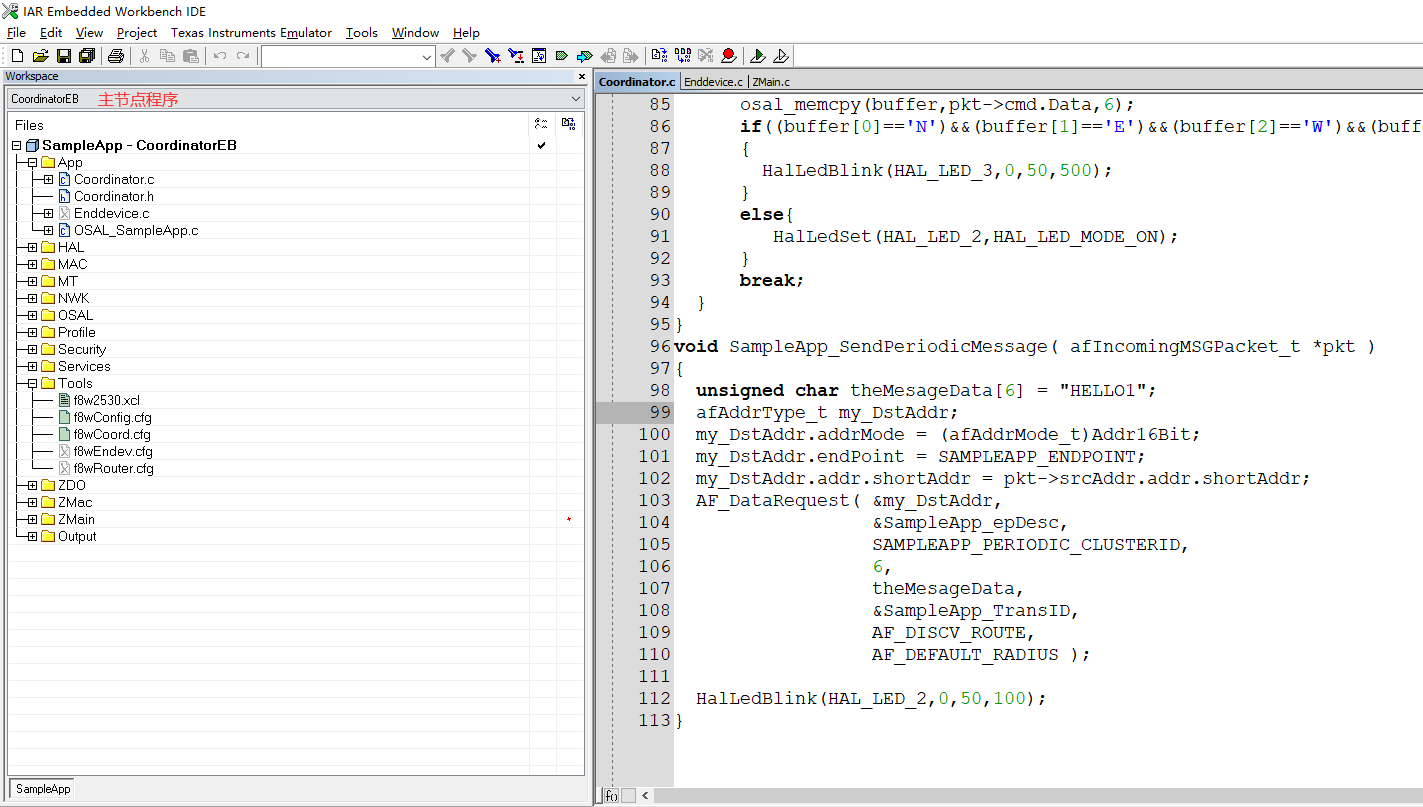 IAR Embedded Workbench IDE
File Edit View Project Texas Instruments Emulator Tools Window Help
Workspace
CoordinatorEB 主节点程序
Files
SampleApp - CoordinatorEB
App
Coordinator.c
Coordinator.h
Enddevice.c
OSAL_SampleApp.c
HAL
MAC
MT
NWK
OSAL
Profile
Security
Services
Tools
f8w2530.xcl
f8wConfig.cfg
f8wCoord.cfg
f8wEndev.cfg
f8wRouter.cfg
ZDO
ZMac
ZMain
Output
SampleApp
Coordinator.c Enddevice.c ZMain.c
85 osal_memcpy(buffer,pkt->cmd.Data,6);
86 if((buffer[0]=='N')&&(buffer[1]=='E')&&(buffer[2]=='W')&&(buff
87 {
88 HalLedBlink(HAL_LED_3,0,50,500);
89 }
90 else{
91 HalLedSet(HAL_LED_2,HAL_LED_MODE_ON);
92 }
93 break;
94 }
95 }
96 void SampleApp_SendPeriodicMessage( afIncomingMSGPacket_t *pkt )
97 {
98 unsigned char theMesageData[6] = "HELLO1";
99 afAddrType_t my_DstAddr;
100 my_DstAddr.addrMode = (afAddrMode_t)Addr16Bit;
101 my_DstAddr.endPoint = SAMPLEAPP_ENDPOINT;
102 my_DstAddr.addr.shortAddr = pkt->srcAddr.addr.shortAddr;
103 AF_DataRequest( &my_DstAddr,
104 &SampleApp_epDesc,
105 SAMPLEAPP_PERIODIC_CLUSTERID,
106 6,
107 theMesageData,
108 &SampleApp_TransID,
109 AF_DISCV_ROUTE,
110 AF_DEFAULT_RADIUS );
111
112 HalLedBlink(HAL_LED_2,0,50,100);
113 }
f()